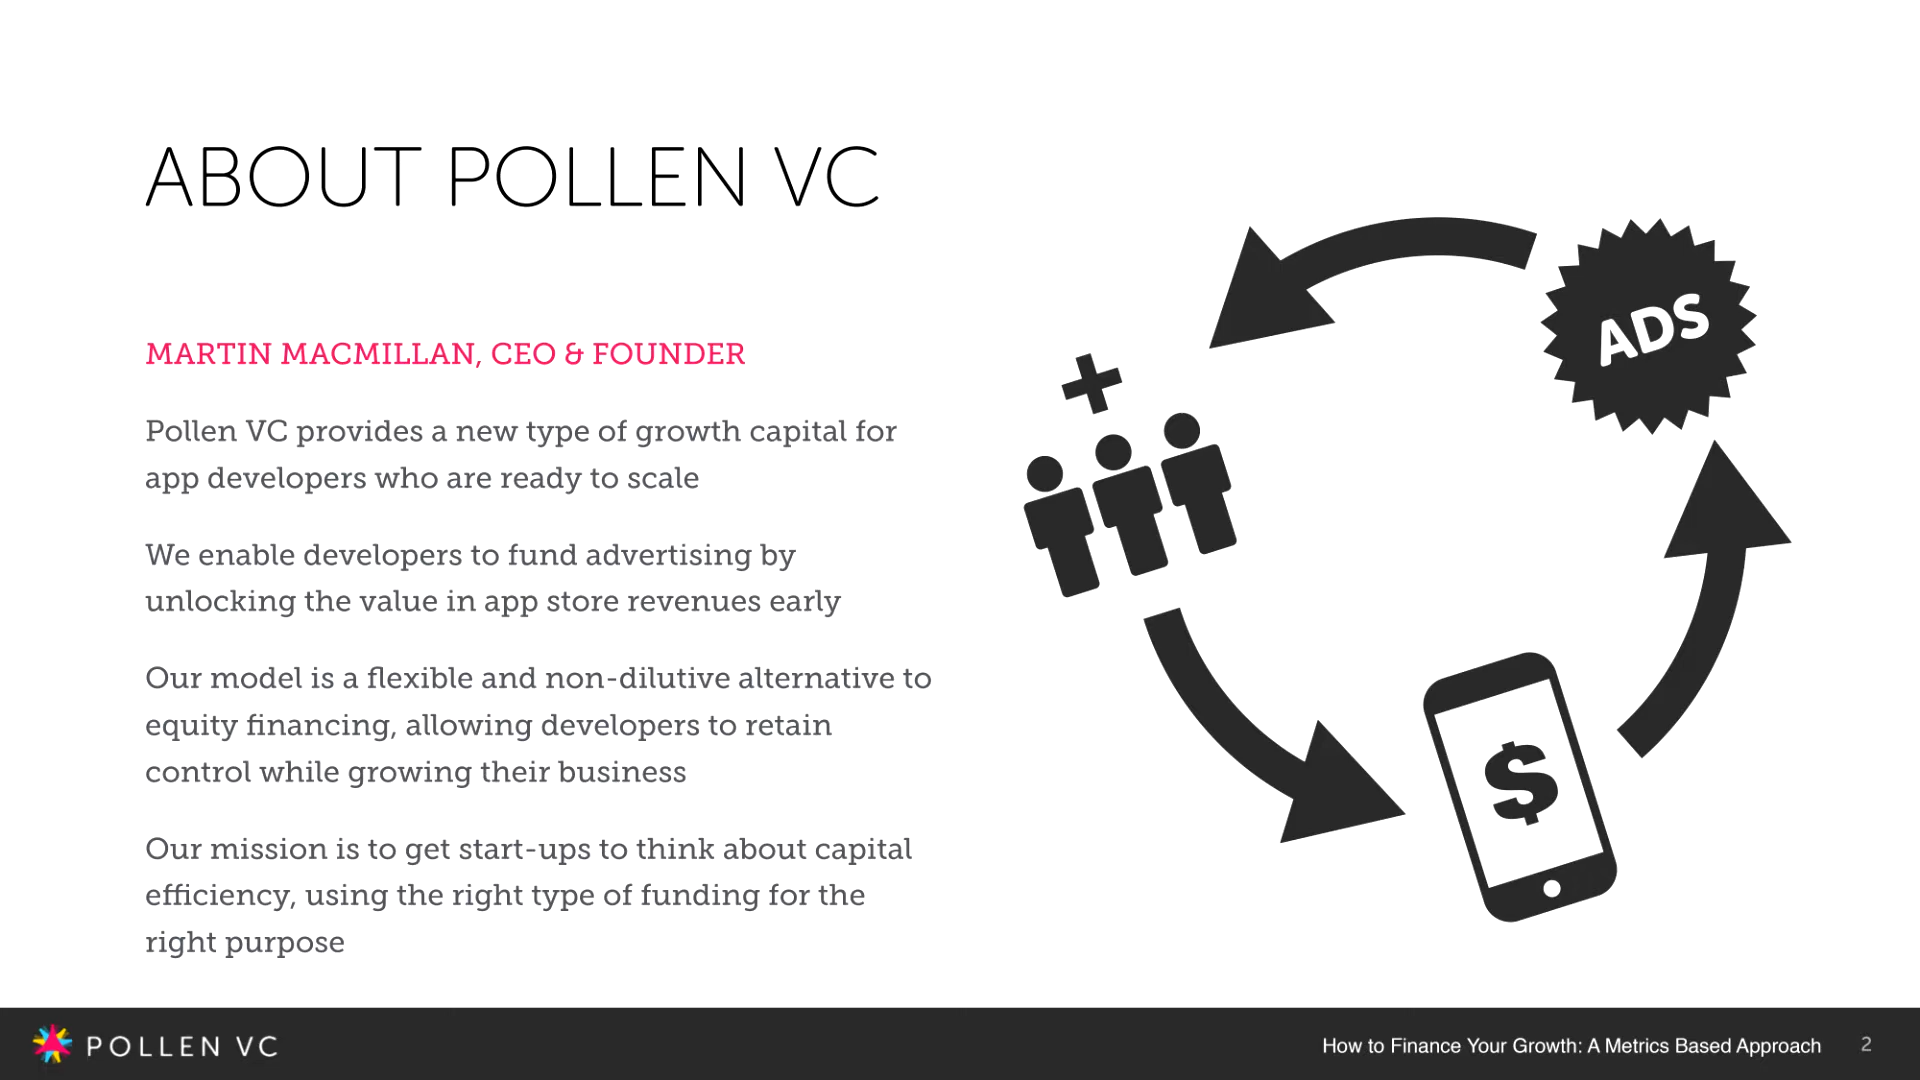 ABOUT POLLEN VC
MARTIN MACMILLAN, CEO & FOUNDER
Pollen VC provides a new type of growth capital for
app developers who are ready to scale
We enable developers to fund advertising by
unlocking the value in app store revenues early
Our model is a flexible and non-dilutive alternative to
equity financing, allowing developers to retain
control while growing their business
Our mission is to get start-ups to think about capital
efficiency, using the right type of funding for the
right purpose
ADS
+
$
POLLEN VC
How to Finance Your Growth: A Metrics Based Approach 2